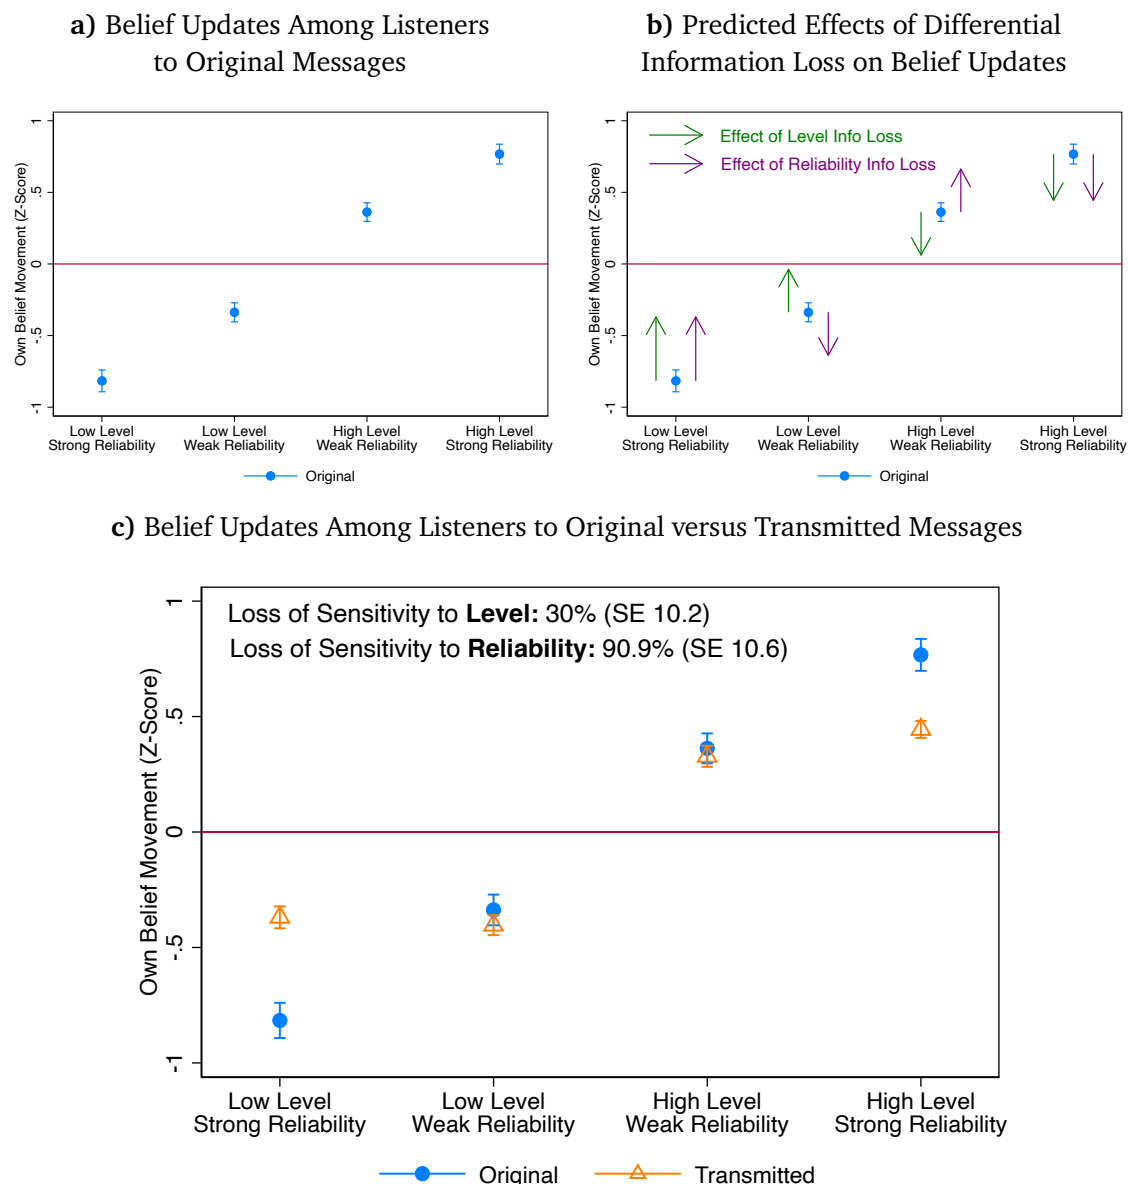 a) Belief Updates Among Listeners
to Original Messages
1
.5
0
-.5
-1
Own Belief Movement (Z-Score)
Low Level
Strong Reliability
Low Level
Weak Reliability
High Level
Weak Reliability
High Level
Strong Reliability
Original
b) Predicted Effects of Differential
Information Loss on Belief Updates
Effect of Level Info Loss
Effect of Reliability Info Loss
1
.5
0
-.5
-1
Own Belief Movement (Z-Score)
Low Level
Strong Reliability
Low Level
Weak Reliability
High Level
Weak Reliability
High Level
Strong Reliability
Original
c) Belief Updates Among Listeners to Original versus Transmitted Messages
Loss of Sensitivity to Level: 30% (SE 10.2)
Loss of Sensitivity to Reliability: 90.9% (SE 10.6)
1
.5
0
-.5
-1
Own Belief Movement (Z-Score)
Low Level
Strong Reliability
Low Level
Weak Reliability
High Level
Weak Reliability
High Level
Strong Reliability
Original
Transmitted